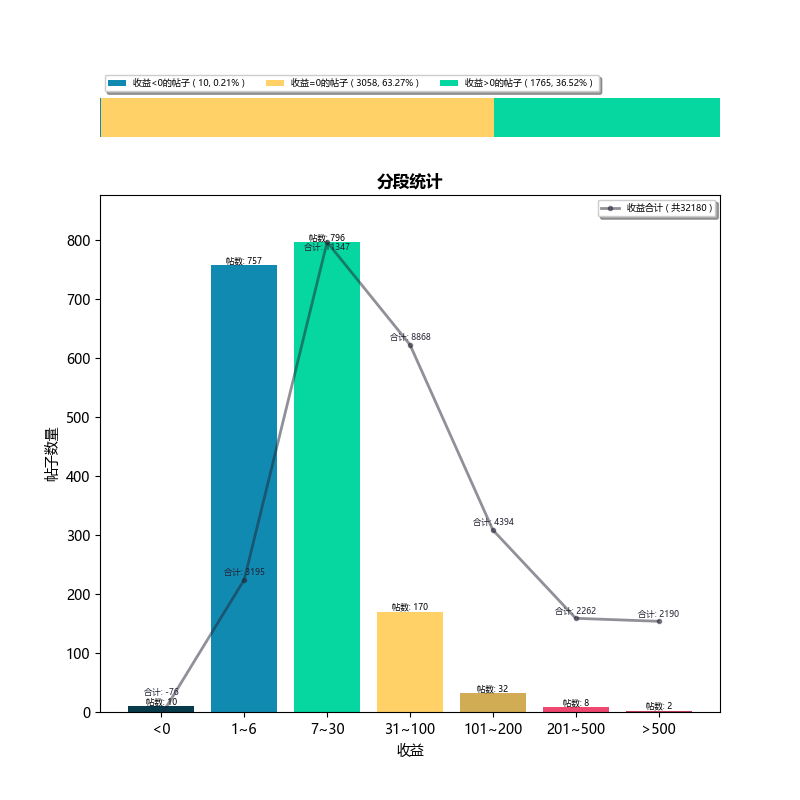 收益<0的帖子 ( 10, 0.21% ) 收益=0的帖子 ( 3058, 63.27% ) 收益>0的帖子 ( 1765, 36.52% )
分段统计
收益合计 ( 共32180 )
800
700
600
500
400
300
200
100
0
帖子数量
帖数: 796
合计: 11347
帖数: 757
合计: 8868
合计: 4394
合计: 3195
合计: 2262
合计: 2190
帖数: 170
合计: -76
帖数: 10
帖数: 32
帖数: 8
帖数: 2
<0 1~6 7~30 31~100 101~200 201~500 >500
收益